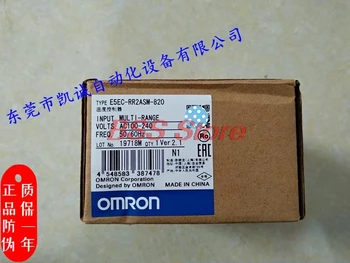 东莞市凯诚自动化设备有限公司
TYPE E5EC-RR2ASM-820
温度控制器
INPUT MULTI-RANGE
VOLTS AC100-240
FREQ 50/60Hz
LOT No 19718M QTY 1 Ver 2.1
N1
EAC
4 548583 387478
OMRON Corporation
Designed by OMRON
MADE IN CHINA
OMRON
正品防伪
一年保
Store